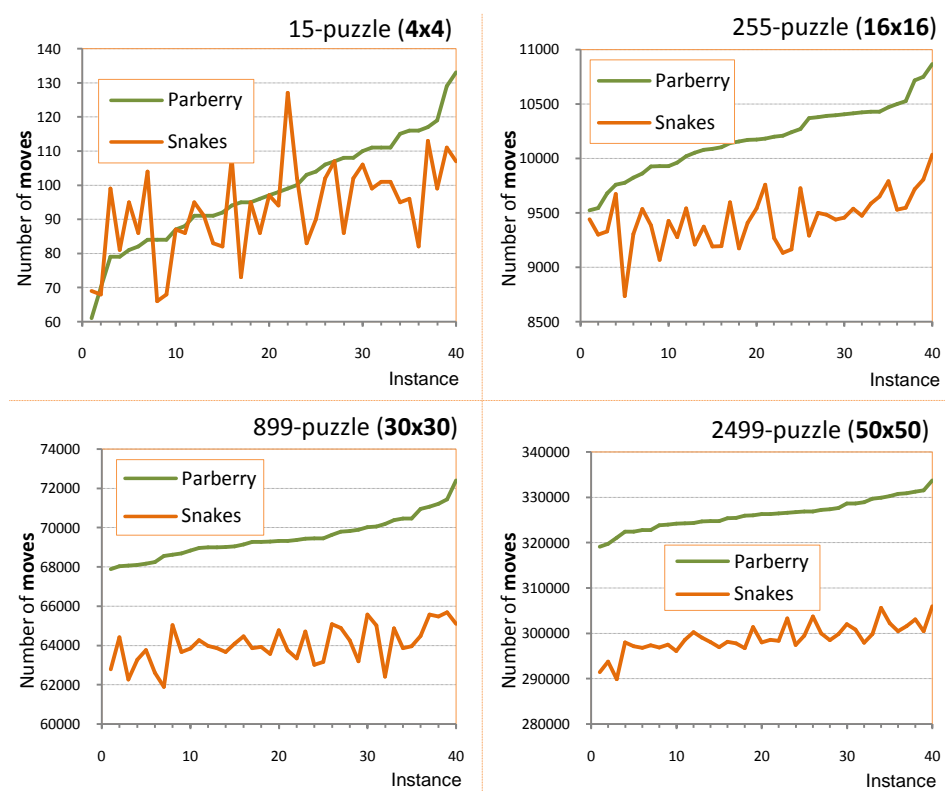 15-puzzle (4x4)
140
130
120
110
100
90
80
70
60
Number of moves
Parberry
Snakes
0
10
20
30
40
Instance
255-puzzle (16x16)
11000
10500
10000
9500
9000
8500
Number of moves
Parberry
Snakes
0
10
20
30
40
Instance
899-puzzle (30x30)
74000
72000
70000
68000
66000
64000
62000
60000
Number of moves
Parberry
Snakes
0
10
20
30
40
Instance
2499-puzzle (50x50)
340000
330000
320000
310000
300000
290000
280000
Number of moves
Parberry
Snakes
0
10
20
30
40
Instance